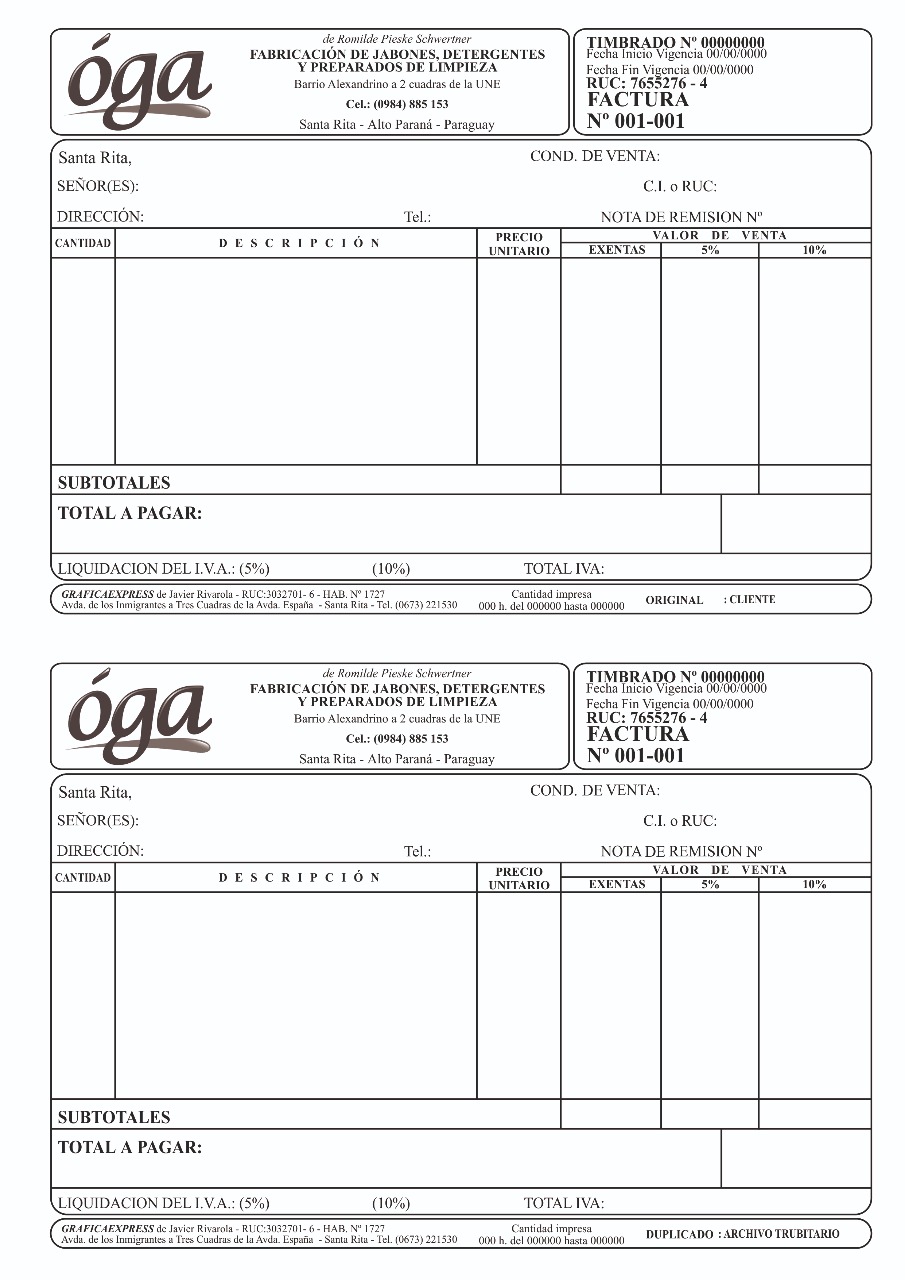 óga
de Romilde Pieske Schwertner
FABRICACIÓN DE JABONES, DETERGENTES
Y PREPARADOS DE LIMPIEZA
Barrio Alexandrino a 2 cuadras de la UNE
Cel.: (0984) 885 153
Santa Rita - Alto Paraná - Paraguay
TIMBRADO Nº 00000000
Fecha Inicio Vigencia 00/00/0000
Fecha Fin Vigencia 00/00/0000
RUC: 7655276 - 4
FACTURA
Nº 001-001
Santa Rita, COND. DE VENTA:
SEÑOR(ES): C.I. o RUC:
DIRECCIÓN: Tel.: NOTA DE REMISION Nº
CANTIDAD DESCRIPCIÓN PRECIO UNITARIO VALOR DE VENTA
EXENTAS 5% 10%
SUBTOTALES
TOTAL A PAGAR:
LIQUIDACION DEL I.V.A.: (5%) (10%) TOTAL IVA:
GRAFICAEXPRESS de Javier Rivarola - RUC:3032701- 6 - HAB. Nº 1727
Avda. de los Inmigrantes a Tres Cuadras de la Avda. España - Santa Rita - Tel. (0673) 221530
Cantidad impresa
000 h. del 000000 hasta 000000
ORIGINAL : CLIENTE
óga
de Romilde Pieske Schwertner
FABRICACIÓN DE JABONES, DETERGENTES
Y PREPARADOS DE LIMPIEZA
Barrio Alexandrino a 2 cuadras de la UNE
Cel.: (0984) 885 153
Santa Rita - Alto Paraná - Paraguay
TIMBRADO Nº 00000000
Fecha Inicio Vigencia 00/00/0000
Fecha Fin Vigencia 00/00/0000
RUC: 7655276 - 4
FACTURA
Nº 001-001
Santa Rita, COND. DE VENTA:
SEÑOR(ES): C.I. o RUC:
DIRECCIÓN: Tel.: NOTA DE REMISION Nº
CANTIDAD DESCRIPCIÓN PRECIO UNITARIO VALOR DE VENTA
EXENTAS 5% 10%
SUBTOTALES
TOTAL A PAGAR:
LIQUIDACION DEL I.V.A.: (5%) (10%) TOTAL IVA:
GRAFICAEXPRESS de Javier Rivarola - RUC:3032701- 6 - HAB. Nº 1727
Avda. de los Inmigrantes a Tres Cuadras de la Avda. España - Santa Rita - Tel. (0673) 221530
Cantidad impresa
000 h. del 000000 hasta 000000
DUPLICADO : ARCHIVO TRUBITARIO